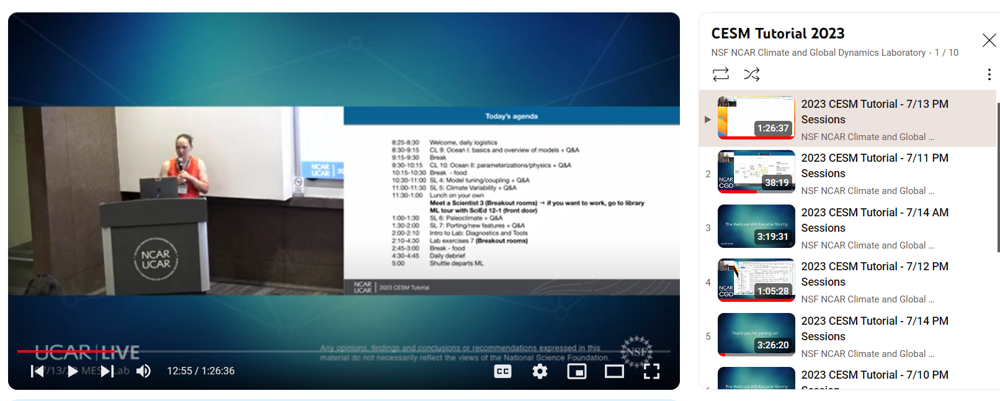 Today's agenda
8:25-8:30 Welcome, daily logistics
8:30-9:15 CL 9: Ocean I: basics and overview of models + Q&A
9:15-9:30 Break
9:30-10:15 CL 10: Ocean II: parameterizations/physics + Q&A
10:15-10:30 Break - food
10:30-11:00 SL 4: Model tuning/coupling + Q&A
11:00-11:30 SL 5: Climate Variability + Q&A
11:30-1:00 Lunch on your own
Meet a Scientist 3 (Breakout rooms) → if you want to work, go to library
ML tour with SciEd 12-1 (front door)
1:00-1:30 SL 6: Paleoclimate + Q&A
1:30-2:00 SL 7: Porting/new features + Q&A
2:00-2:10 Intro to Lab: Diagnostics and Tools
2:10-4:30 Lab exercises 7 (Breakout rooms)
2:45-3:00 Break - food
4:30-4:45 Daily debrief
5:00 Shuttle departs ML
NCAR
UCAR
2023 CESM Tutorial
NCAR
UCAR
NCAR
UCAR
20
UCAR | LIVE
Any opinions, findings and conclusions or recommendations expressed in this
material do not necessarily reflect the views of the National Science Foundation.
NSF
7/13/2 MES Lab
12:55 / 1:26:36
CC
CESM Tutorial 2023
NSF NCAR Climate and Global Dynamics Laboratory - 1 / 10
1:26:37
2023 CESM Tutorial - 7/13 PM
Sessions
NSF NCAR Climate and Global ...
2
NCAR
CGD
38:19
2023 CESM Tutorial - 7/11 PM
Sessions
NSF NCAR Climate and Global ...
3
The Webcast Will Resume Shortly
UCAR LIVE
3:19:31
2023 CESM Tutorial - 7/14 AM
Sessions
NSF NCAR Climate and Global ...
4
NCAR
CGD
1:05:28
2023 CESM Tutorial - 7/12 PM
Sessions
NSF NCAR Climate and Global ...
5
Thank you for joining us!
3:26:20
2023 CESM Tutorial - 7/14 PM
Sessions
NSF NCAR Climate and Global ...
The Webcast Will Resume Shortly
2023 CESM Tutorial - 7/10 PM
Session